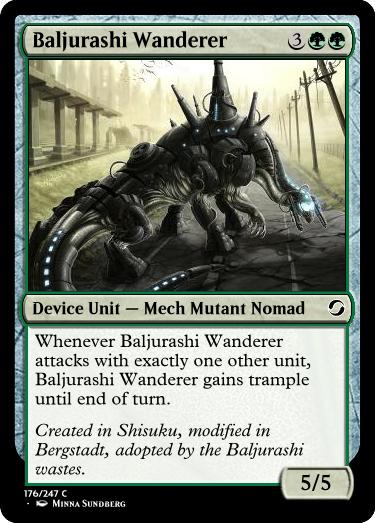 Baljurashi Wanderer 3
Device Unit — Mech Mutant Nomad
Whenever Baljurashi Wanderer
attacks with exactly one other unit,
Baljurashi Wanderer gains trample
until end of turn.
Created in Shisuku, modified in
Bergstadt, adopted by the Baljurashi
wastes.
5/5
176/247 C
· Minna Sundberg